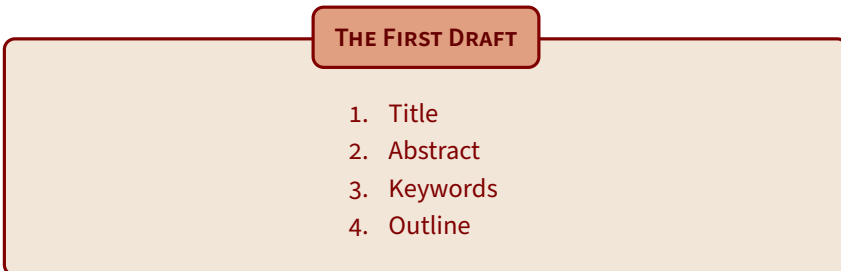 The First Draft
1. Title
2. Abstract
3. Keywords
4. Outline